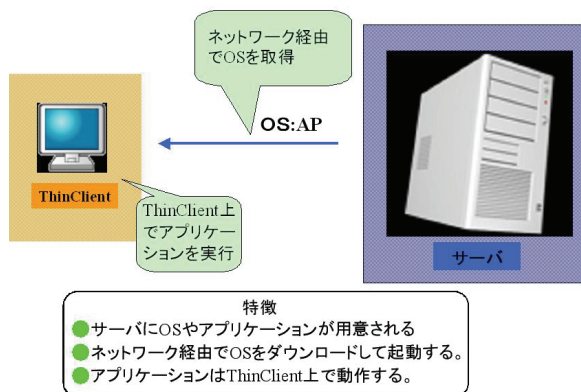 ネットワーク経由
でOSを取得
OS:AP
ThinClient
ThinClient上
でアプリケー
ションを実行
サーバ
特徴
●サーバにOSやアプリケーションが用意される
●ネットワーク経由でOSをダウンロードして起動する。
●アプリケーションはThinClient上で動作する。